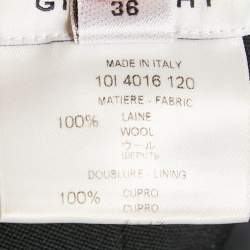 36
MADE IN ITALY
10I 4016 120
MATIERE - FABRIC
100% LAINE
WOOL
ウール
ШЕРСТЬ
DOUBLURE - LINING
100% CUPRO
CUPRO